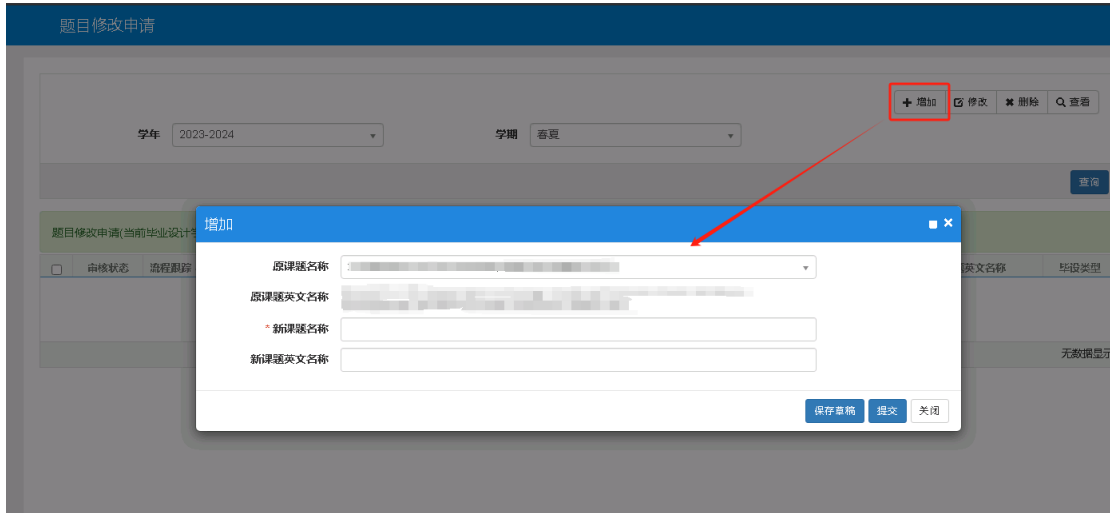 题目修改申请
增加 修改 删除 查看
学年 2023-2024 学期 春夏
查询
增加
题目修改申请(当前毕业设计学
审核状态 流程跟踪 英文名称 毕设类型
原课题名称
原课题英文名称
* 新课题名称
新课题英文名称
无数据显示
保存草稿 提交 关闭